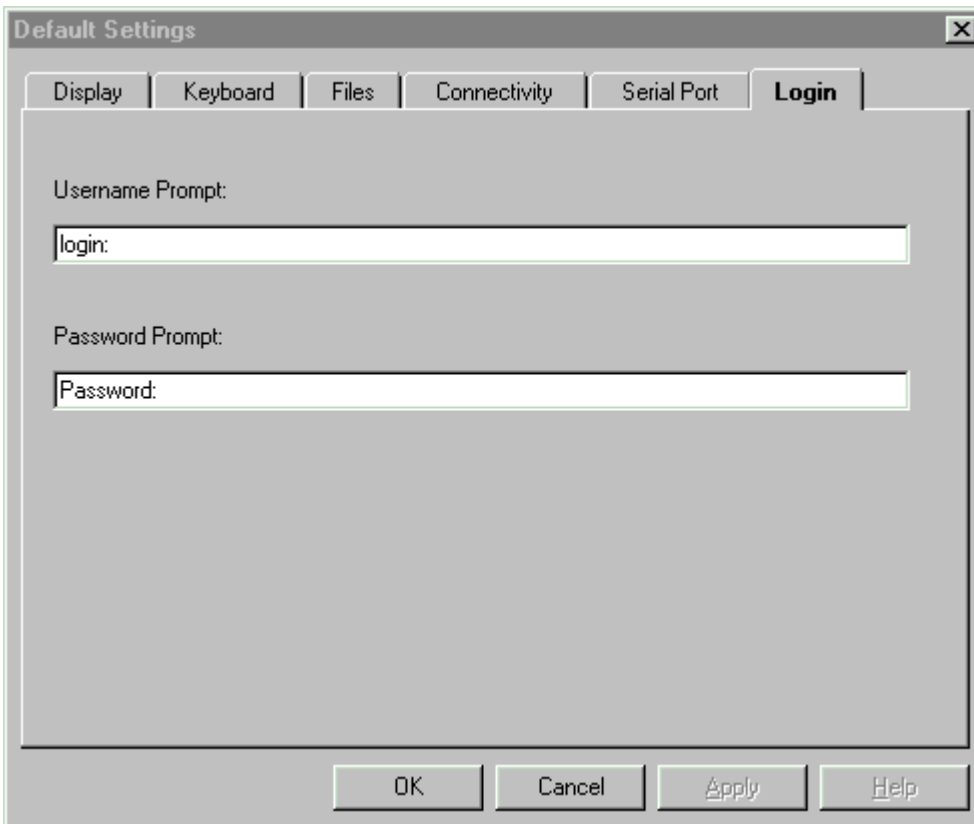 Default Settings
Display Keyboard Files Connectivity Serial Port Login
Username Prompt:
login:
Password Prompt:
Password:
OK Cancel Apply Help